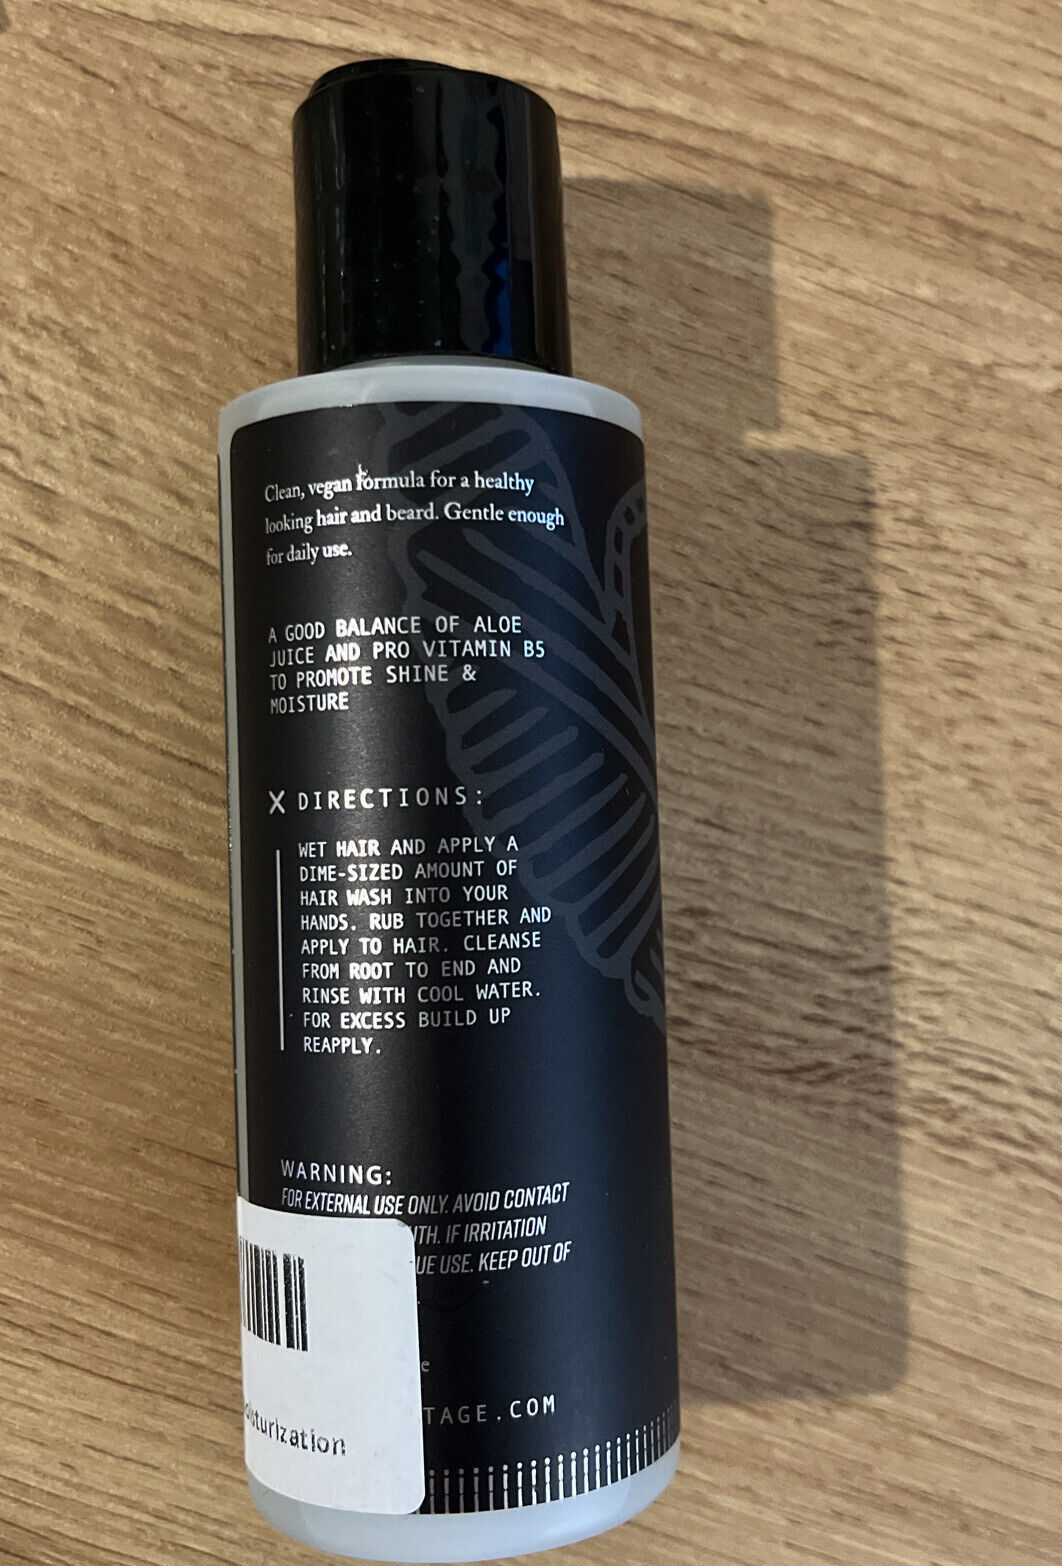 Clean, vegan formula for a healthy
looking hair and beard. Gentle enough
for daily use.
A GOOD BALANCE OF ALOE
JUICE AND PRO VITAMIN B5
TO PROMOTE SHINE &
MOISTURE
X DIRECTIONS:
WET HAIR AND APPLY A
DIME-SIZED AMOUNT OF
HAIR WASH INTO YOUR
HANDS. RUB TOGETHER AND
APPLY TO HAIR. CLEANSE
FROM ROOT TO END AND
RINSE WITH COOL WATER.
FOR EXCESS BUILD UP
REAPPLY.
WARNING:
FOR EXTERNAL USE ONLY. AVOID CONTACT
TH. IF IRRITATION
UE USE. KEEP OUT OF
e
TAGE.COM
sturization